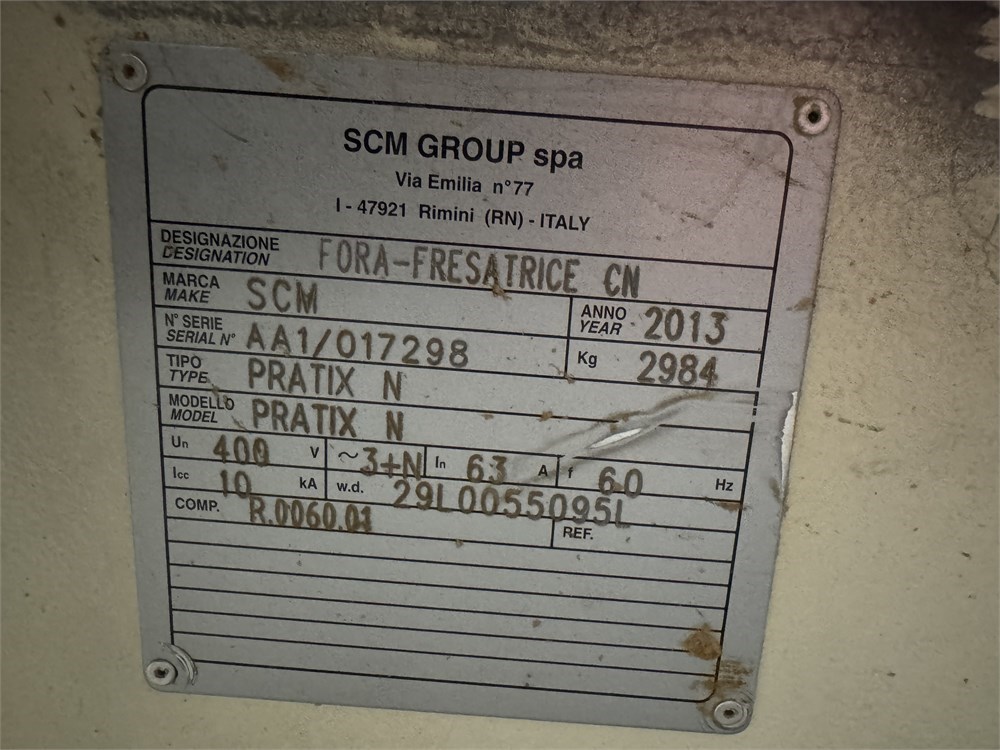 SCM GROUP spa
Via Emilia n°77
I - 47921 Rimini (RN) - ITALY
DESIGNAZIONE
DESIGNATION FORA-FRESATRICE CN
MARCA
MAKE SCM
ANNO
YEAR 2013
N° SERIE
SERIAL N° AA1/017298
Kg 2984
TIPO
TYPE PRATIX N
MODELLO
MODEL PRATIX N
Un 400 V ~3+N In 63 A f 60 Hz
Icc 10 kA w.d. 29L0055095L
COMP. R.0060.01 REF.